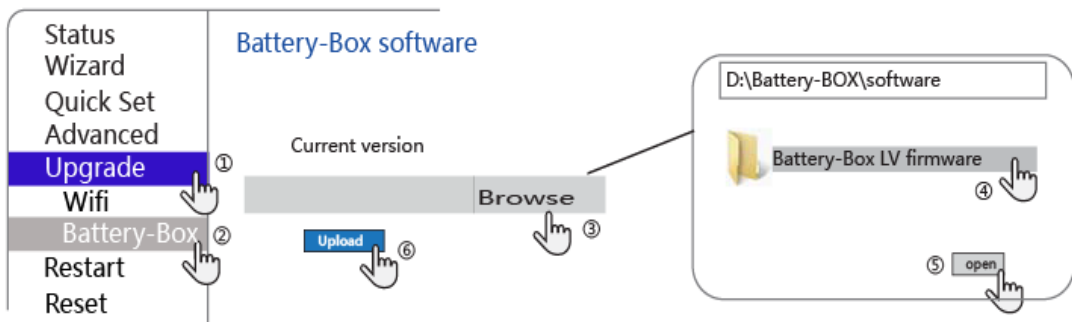 Status
Wizard
Quick Set
Advanced
Upgrade ①
Wifi
Battery-Box ②
Restart
Reset
Battery-Box software
Current version
Browse ③
Upload ⑥
D:\Battery-BOX\software
Battery-Box LV firmware
④
⑤ open